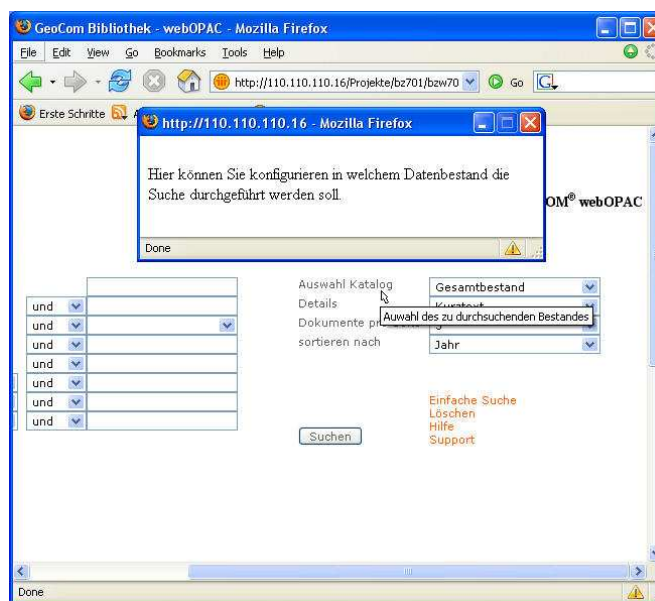 GeoCom Bibliothek - webOPAC - Mozilla Firefox
File Edit View Go Bookmarks Tools Help
http://110.110.110.16/Projekte/bz701/bzw70 Go
Erste Schritte
http://110.110.110.16 - Mozilla Firefox
Hier können Sie konfigurieren in welchem Datenbestand die
Suche durchgeführt werden soll.
Done
OM® webOPAC
Auswahl Katalog Gesamtbestand
und Details Kurztext
Auwahl des zu durchsuchenden Bestandes
und Dokumente pr
und sortieren nach Jahr
und
und
und
Einfache Suche
Löschen
Hilfe
Support
Suchen
Done